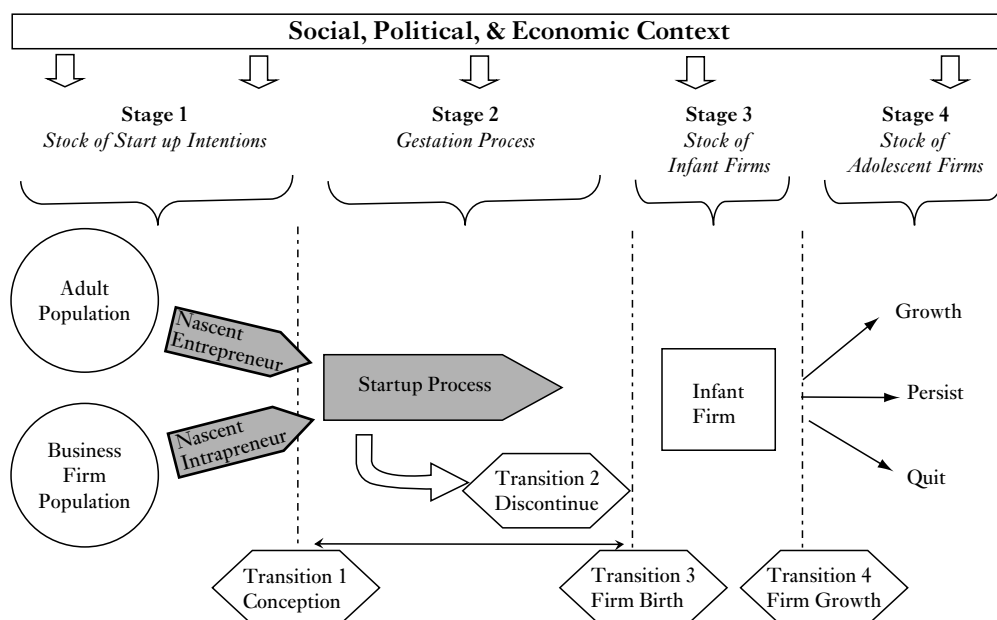 Social, Political, & Economic Context
Stage 1
Stock of Start up Intentions
Stage 2
Gestation Process
Stage 3
Stock of
Infant Firms
Stage 4
Stock of
Adolescent Firms
Adult
Population
Nascent
Entrepreneur
Business
Firm
Population
Nascent
Intrapreneur
Startup Process
Transition 2
Discontinue
Infant
Firm
Growth
Persist
Quit
Transition 1
Conception
Transition 3
Firm Birth
Transition 4
Firm Growth